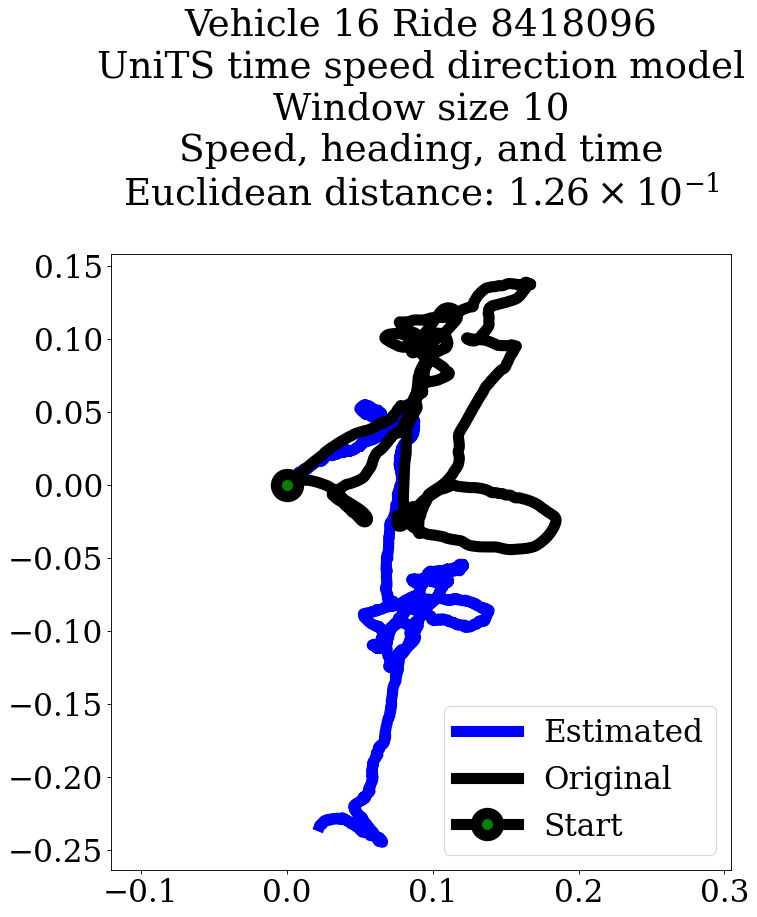 Vehicle 16 Ride 8418096
UniTS time speed direction model
Window size 10
Speed, heading, and time
Euclidean distance: 1.26 × 10⁻¹
0.15
0.10
0.05
0.00
−0.05
−0.10
−0.15
−0.20
−0.25
Estimated
Original
Start
−0.1 0.0 0.1 0.2 0.3